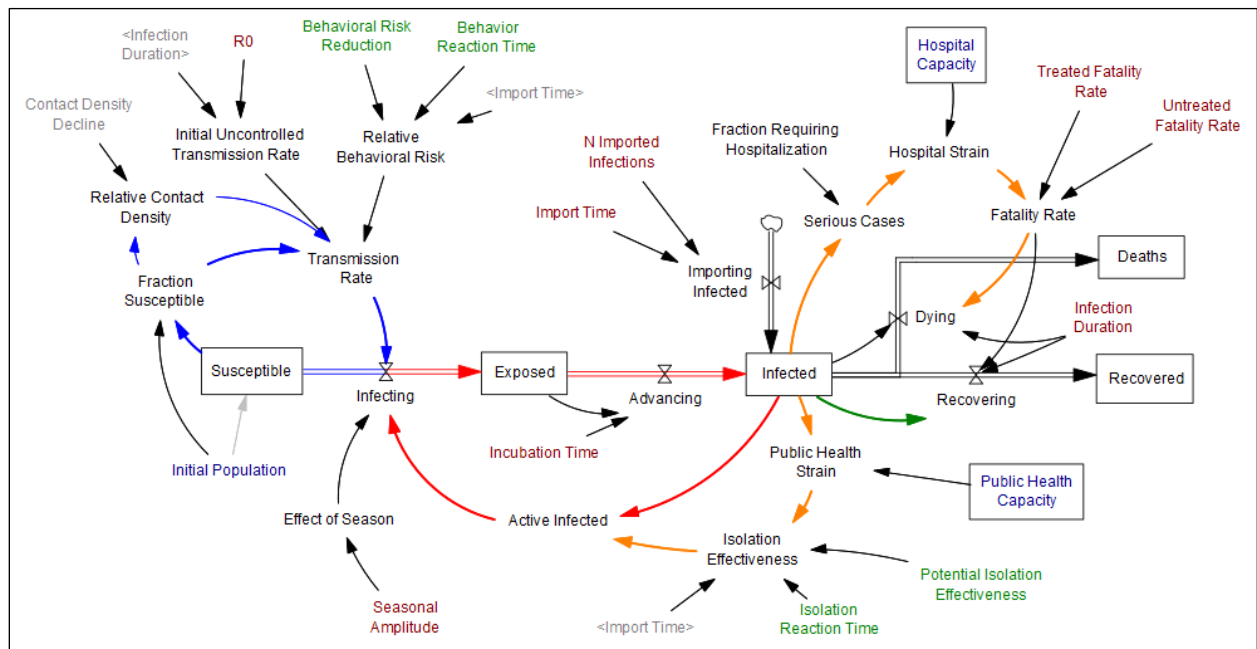 <Infection
Duration>
R0
Behavioral Risk
Reduction
Behavior
Reaction Time
Hospital
Capacity
Treated Fatality
Rate
Untreated
Fatality Rate
<Import Time>
Contact Density
Decline
Initial Uncontrolled
Transmission Rate
Relative
Behavioral Risk
Fraction Requiring
Hospitalization
N Imported
Infections
Hospital Strain
Relative Contact
Density
Import Time
Serious Cases
Fatality Rate
Transmission
Rate
Fraction
Susceptible
Importing
Infected
Deaths
Dying
Infection
Duration
Susceptible
Infecting
Exposed
Advancing
Infected
Recovering
Recovered
Initial Population
Incubation Time
Public Health
Strain
Public Health
Capacity
Effect of Season
Active Infected
Isolation
Effectiveness
Potential Isolation
Effectiveness
Seasonal
Amplitude
<Import Time>
Isolation
Reaction Time